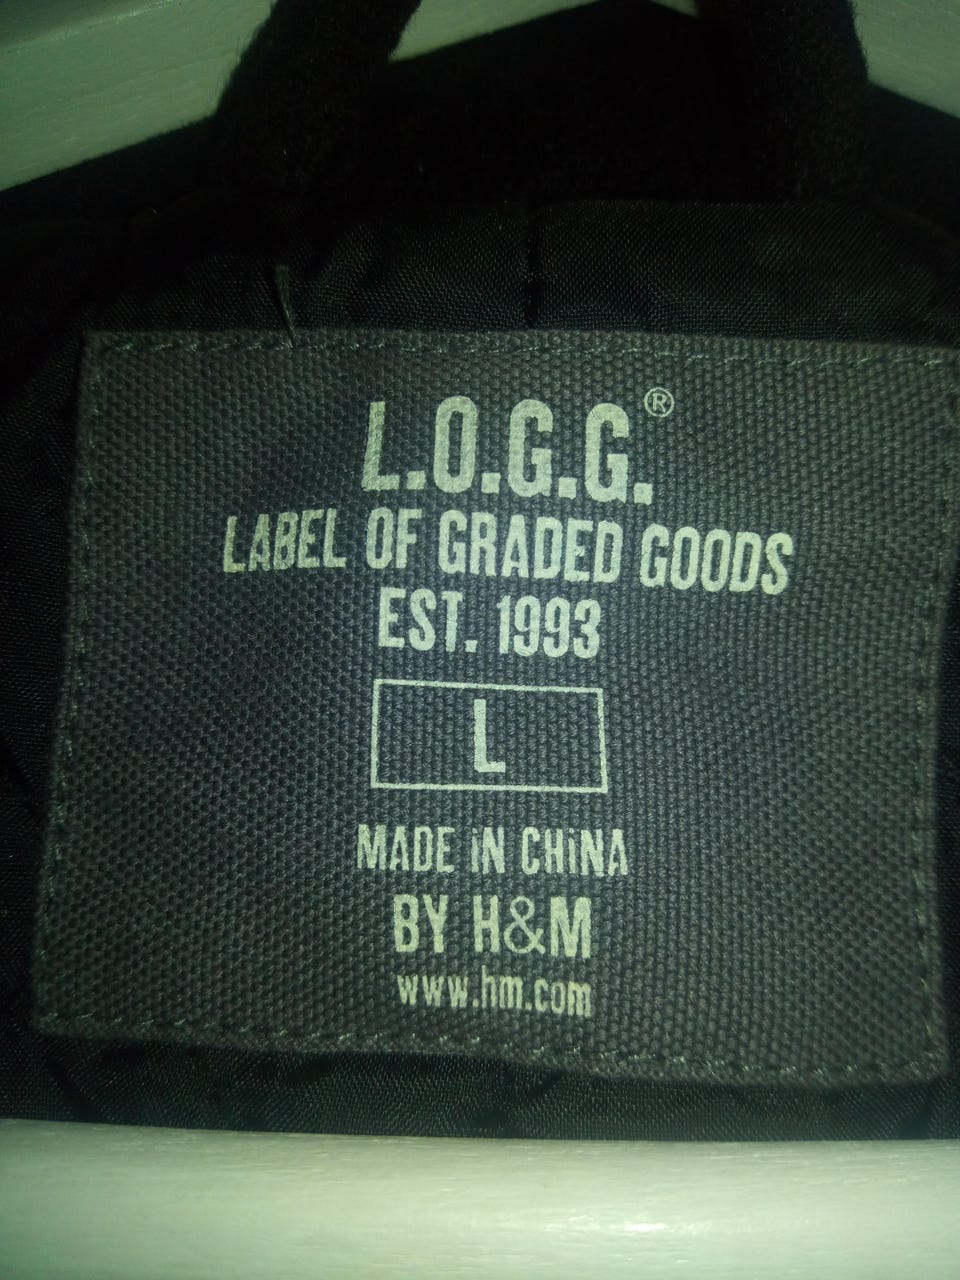 L.O.G.G.®
LABEL OF GRADED GOODS
EST. 1993
L
MADE iN CHiNA
BY H&M
www.hm.com